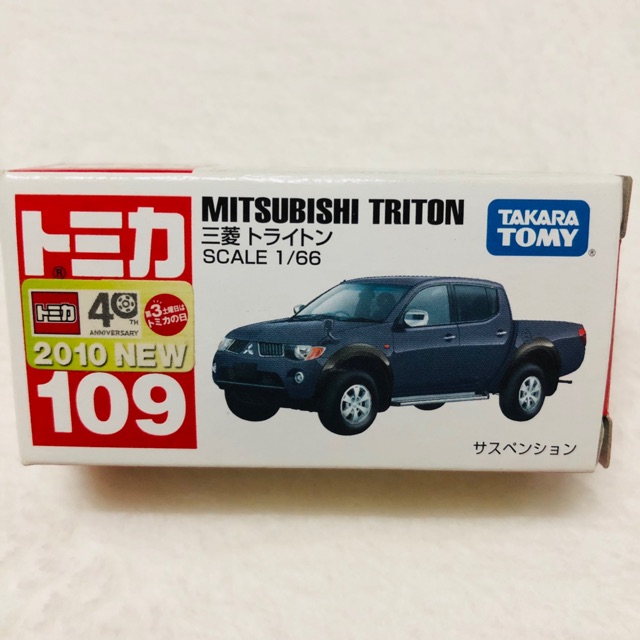 トミカ
®
トミカ
40TH
ANNIVERSARY
第3土曜日は
トミカの日
2010 NEW
109
MITSUBISHI TRITON
三菱 トライトン
SCALE 1/66
TAKARA
TOMY
®
サスペンション